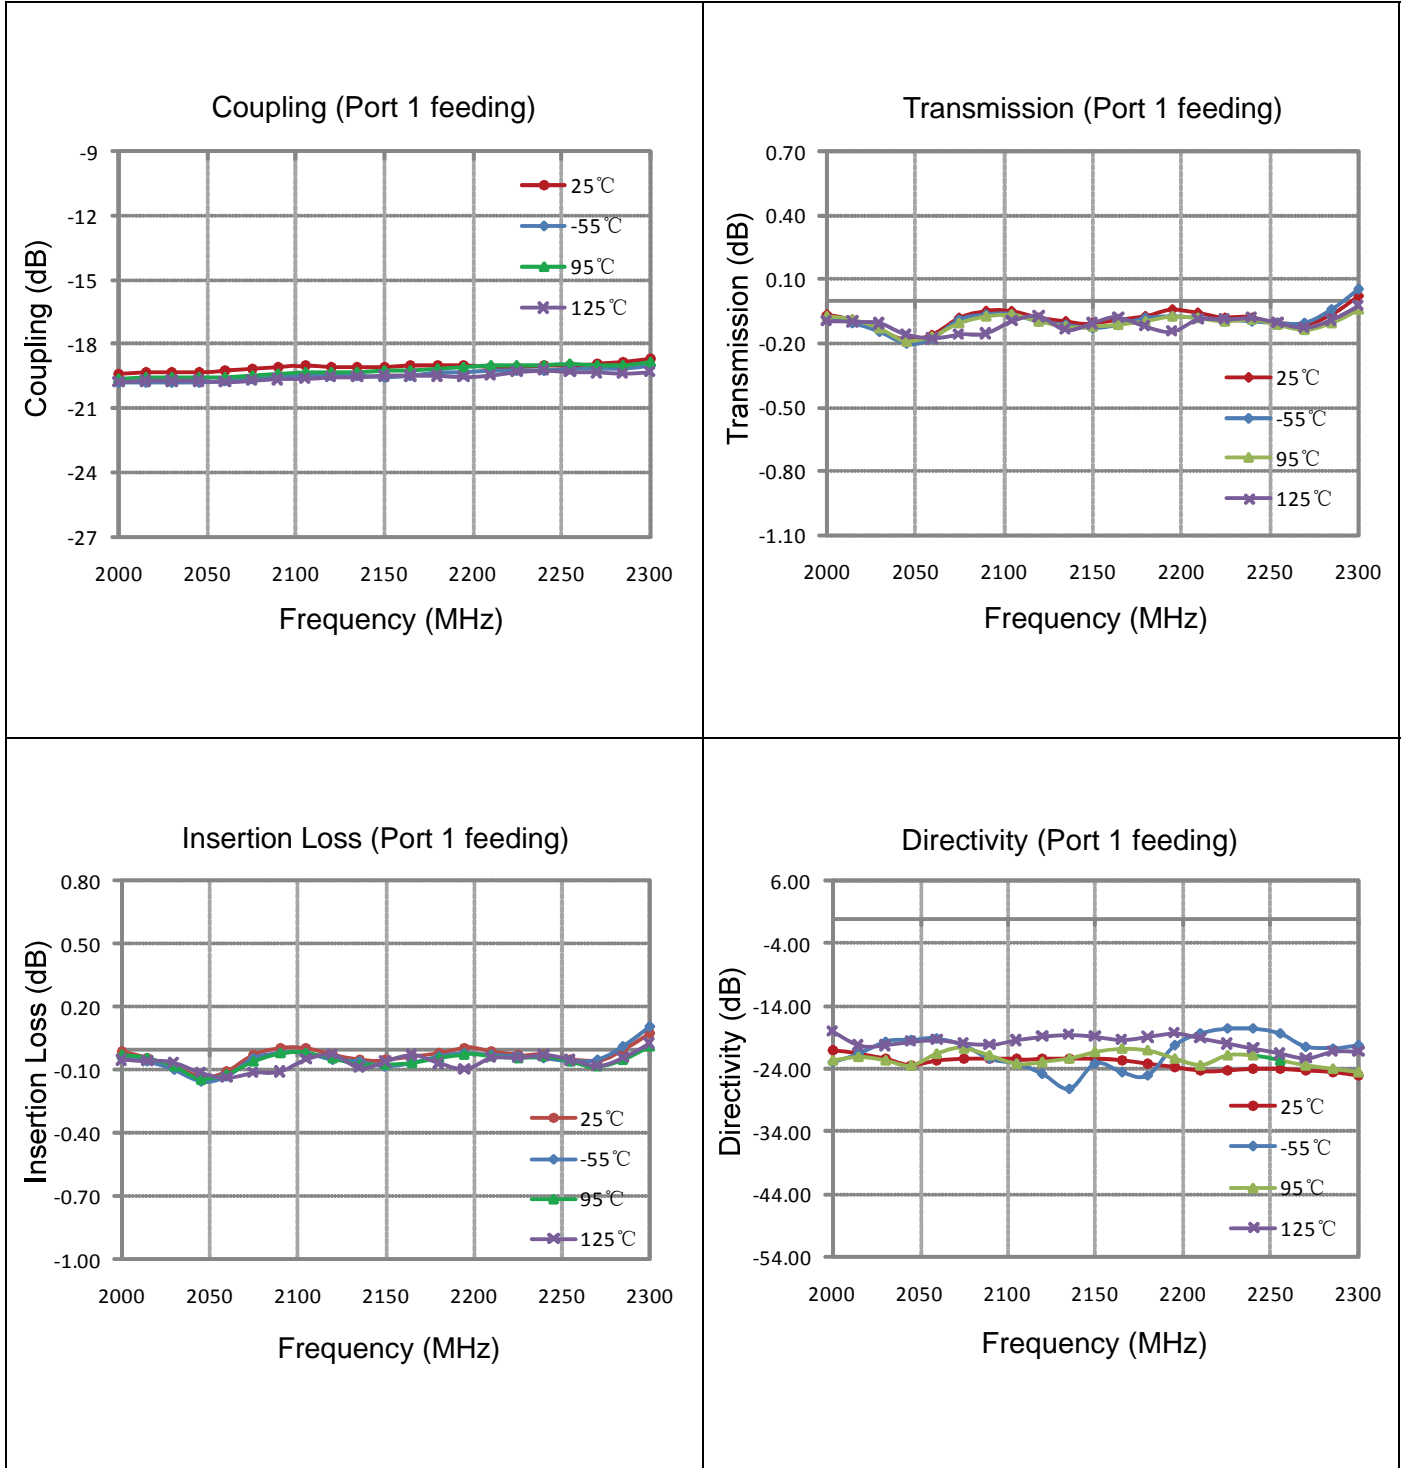 Coupling (Port 1 feeding)
Coupling (dB)
-9
-12
-15
-18
-21
-24
-27
25℃
-55℃
95℃
125℃
2000 2050 2100 2150 2200 2250 2300
Frequency (MHz)
Transmission (Port 1 feeding)
Transmission (dB)
0.70
0.40
0.10
-0.20
-0.50
-0.80
-1.10
25℃
-55℃
95℃
125℃
2000 2050 2100 2150 2200 2250 2300
Frequency (MHz)
Insertion Loss (Port 1 feeding)
Insertion Loss (dB)
0.80
0.50
0.20
-0.10
-0.40
-0.70
-1.00
25℃
-55℃
95℃
125℃
2000 2050 2100 2150 2200 2250 2300
Frequency (MHz)
Directivity (Port 1 feeding)
Directivity (dB)
6.00
-4.00
-14.00
-24.00
-34.00
-44.00
-54.00
25℃
-55℃
95℃
125℃
2000 2050 2100 2150 2200 2250 2300
Frequency (MHz)